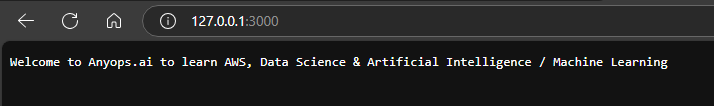 127.0.0.1:3000
Welcome to Anyops.ai to learn AWS, Data Science & Artificial Intelligence / Machine Learning